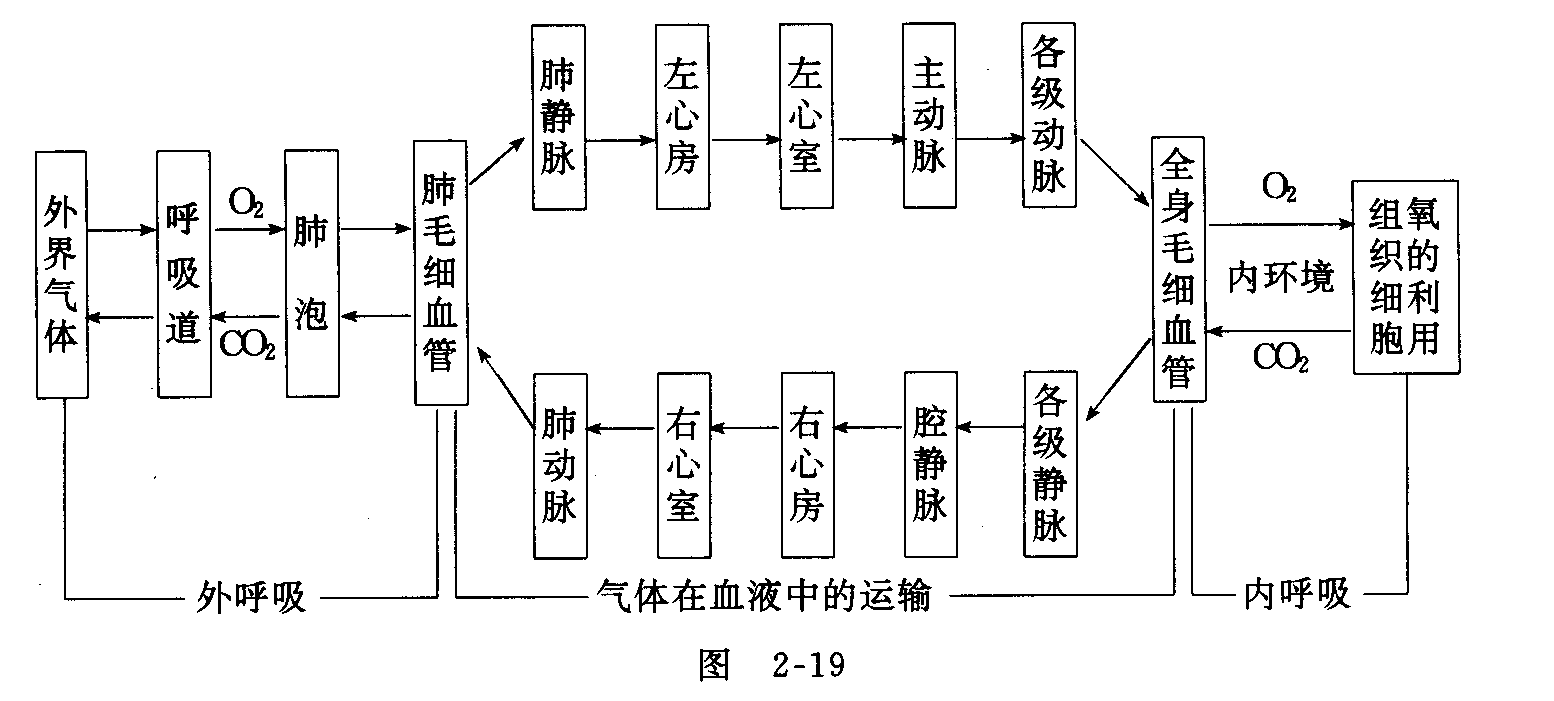 外界气体
呼吸道
O₂
CO₂
肺泡
肺毛细血管
肺静脉
左心房
左心室
主动脉
各级动脉
全身毛细血管
O₂
内环境
CO₂
组织细胞
氧的利用
肺动脉
右心室
右心房
腔静脉
各级静脉
外呼吸
气体在血液中的运输
内呼吸
图 2-19